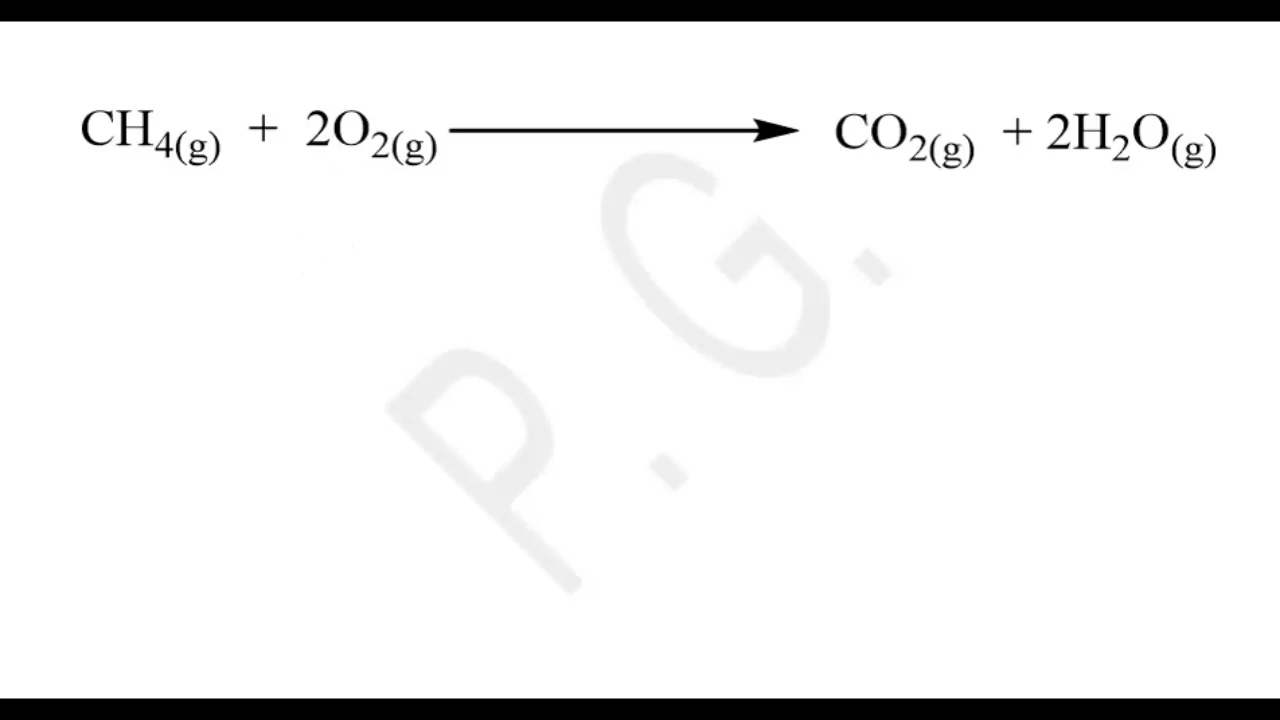 CH₄(g) + 2O₂(g) ⟶ CO₂(g) + 2H₂O(g)
P. G.